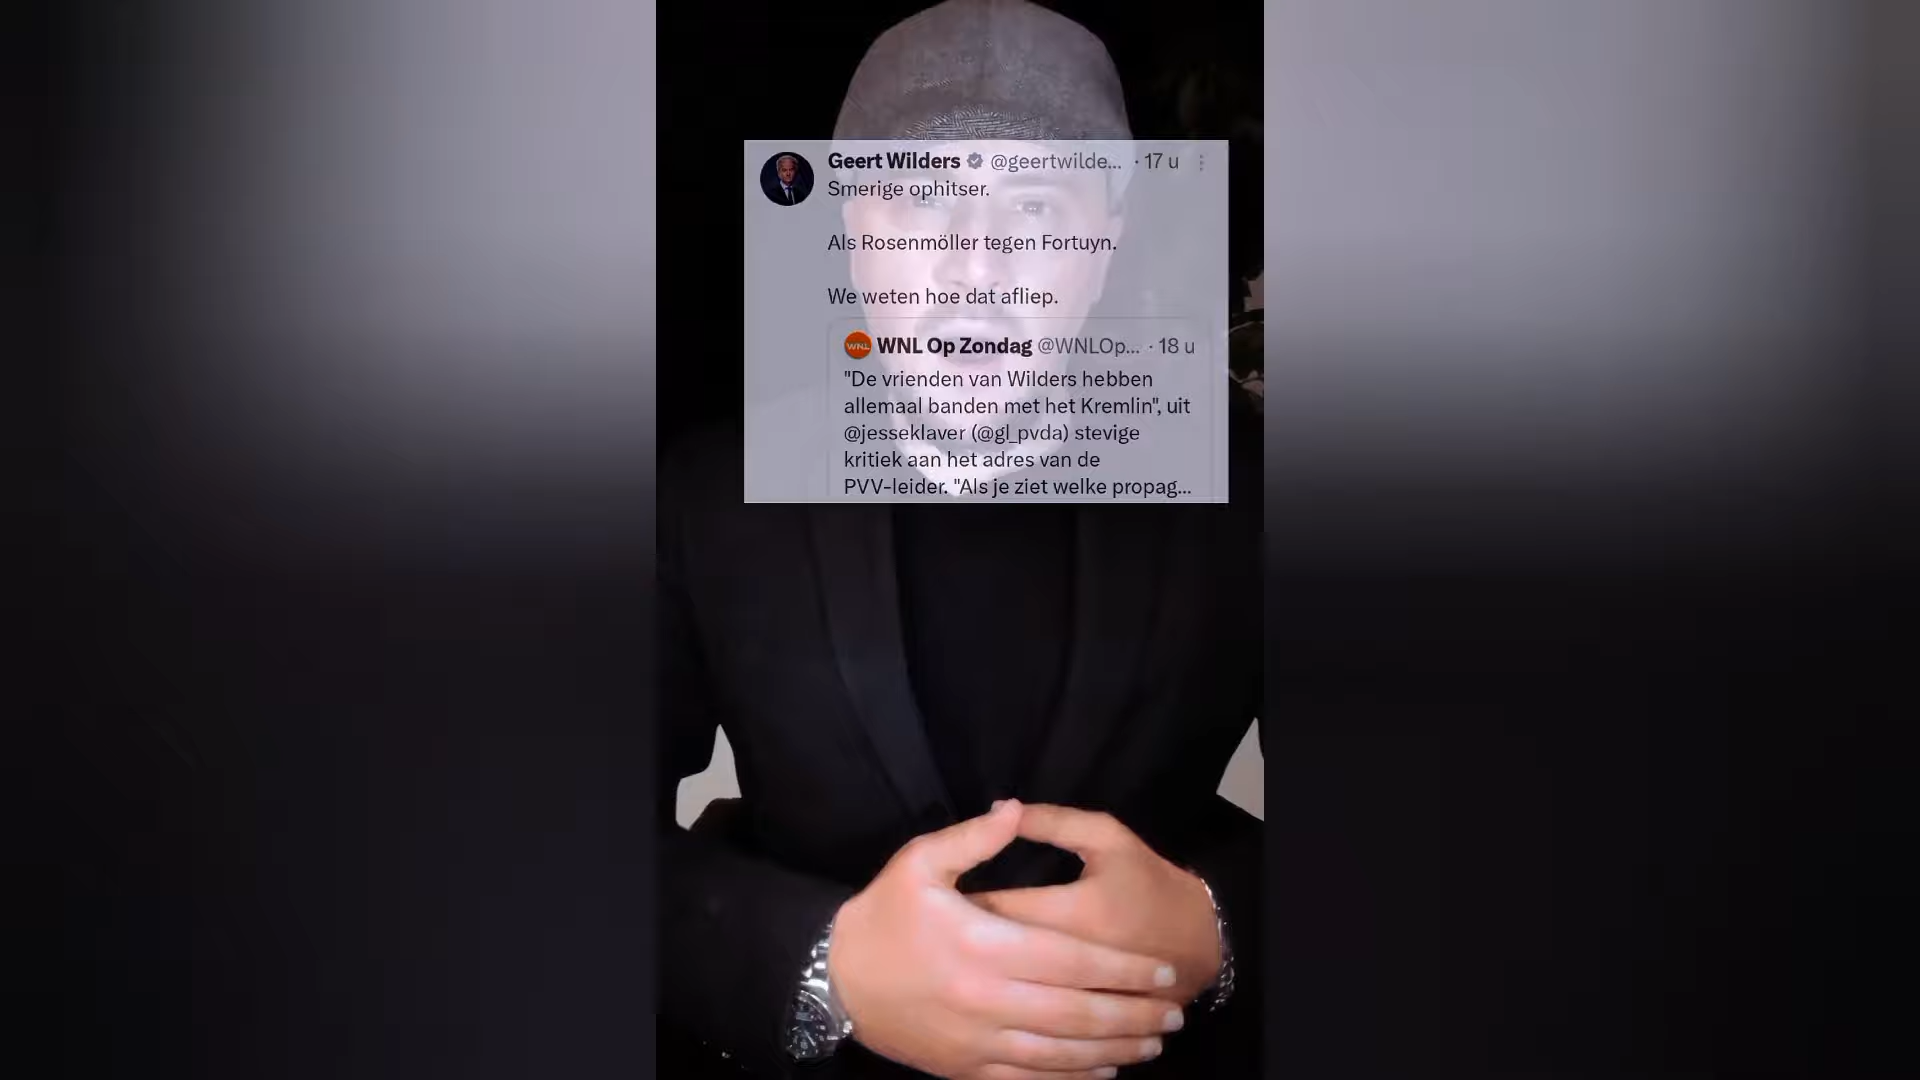 Geert Wilders @geertwilde... · 17 u
Smerige ophitser.
Als Rosenmöller tegen Fortuyn.
We weten hoe dat afliep.
WNL
WNL Op Zondag @WNLOp... · 18 u
"De vrienden van Wilders hebben
allemaal banden met het Kremlin", uit
@jesseklaver (@gl_pvda) stevige
kritiek aan het adres van de
PVV-leider. "Als je ziet welke propag...